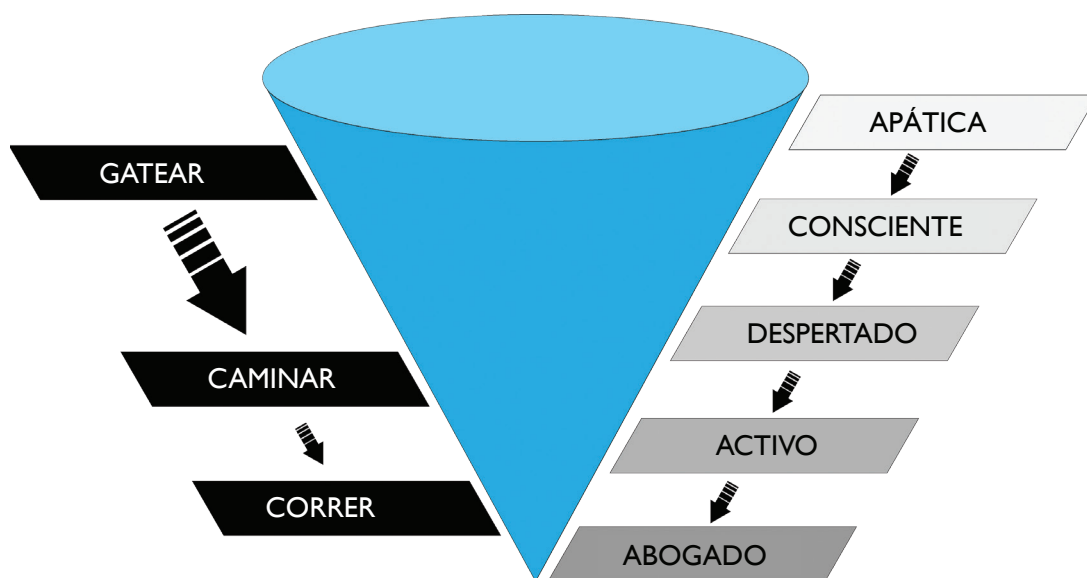 GATEAR
CAMINAR
CORRER
APÁTICA
CONSCIENTE
DESPERTADO
ACTIVO
ABOGADO